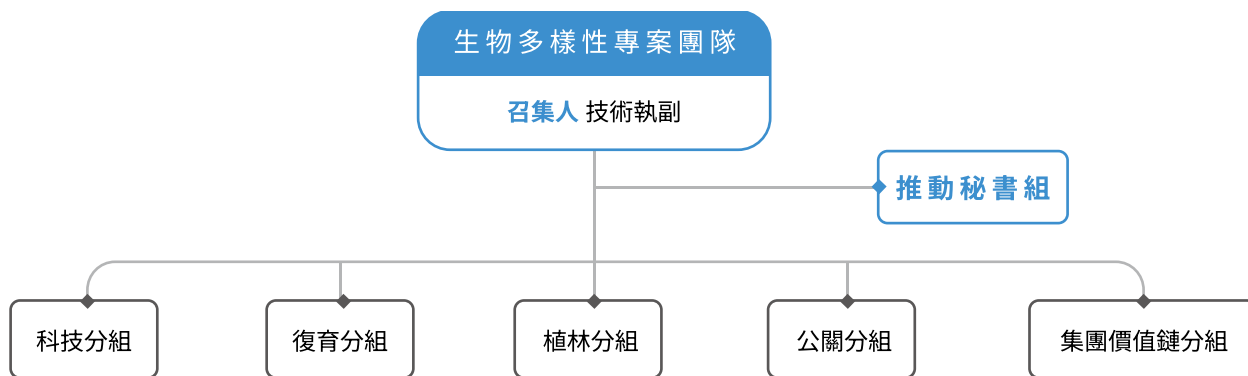 生物多樣性專案團隊
召集人 技術執副
推動秘書組
科技分組
復育分組
植林分組
公關分組
集團價值鏈分組